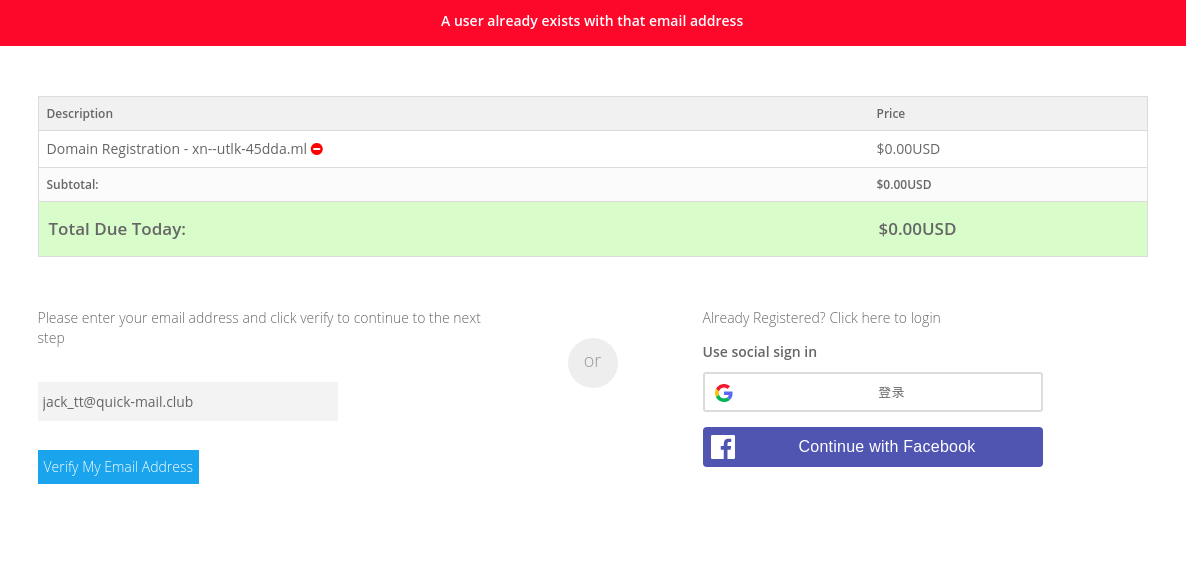 A user already exists with that email address
Description Price
Domain Registration - xn--utlk-45dda.ml $0.00USD
Subtotal: $0.00USD
Total Due Today: $0.00USD
Please enter your email address and click verify to continue to the next
step
jack_tt@quick-mail.club
Verify My Email Address
or
Already Registered? Click here to login
Use social sign in
登录
Continue with Facebook